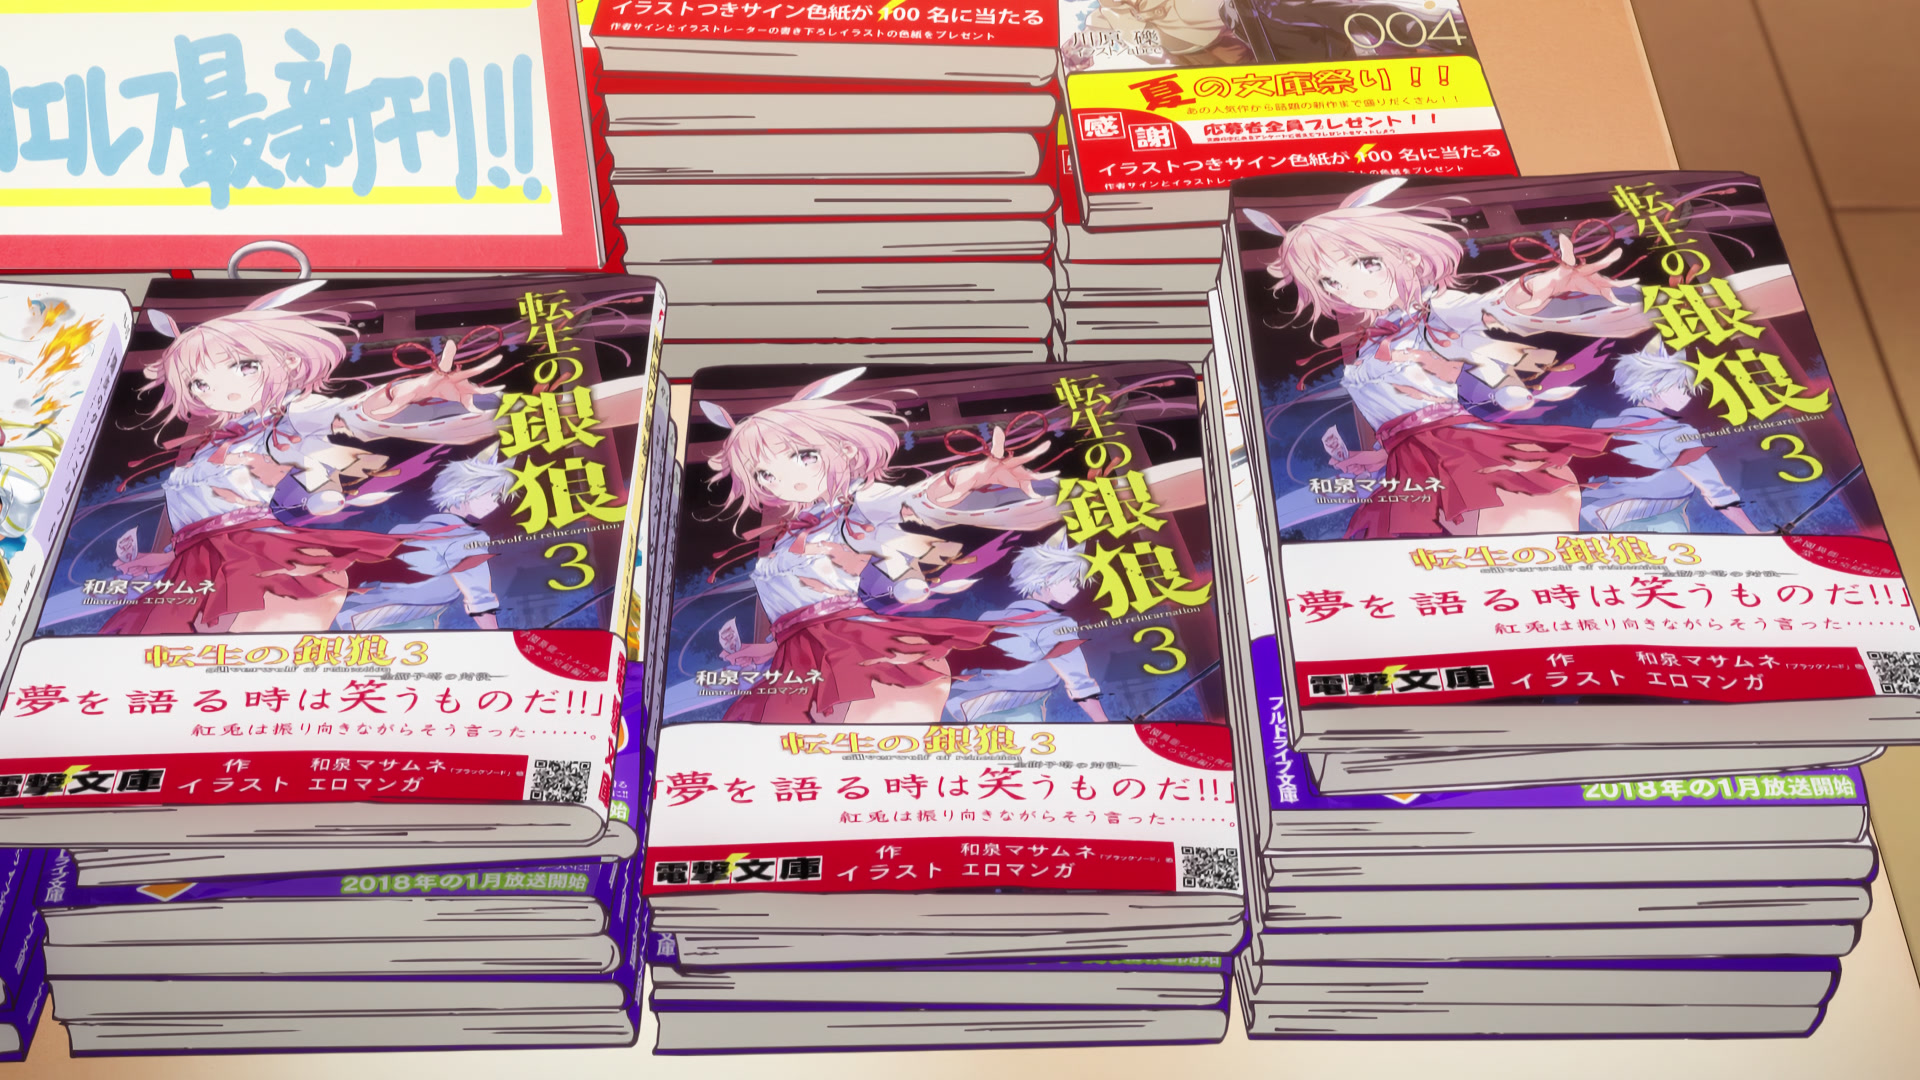 エルフ最新刊!!
イラストつきサイン色紙が100名に当たる
作者サインとイラストレーターの書き下ろしイラストの色紙をプレゼント
川原 礫
イラスト/abec
004
夏の文庫祭り！！
あの人気作から話題の新作まで盛りだくさん！！
感謝
応募者全員プレゼント！！
イラストつきサイン色紙が100名に当たる
転生の銀狼
silverwolf of reincarnation
3
和泉マサムネ
illustration エロマンガ
転生の銀狼3
silverwolf of reincarnation
夢を語る時は笑うものだ!!」
紅兎は振り向きながらそう言った……。
電撃文庫
作 和泉マサムネ
イラスト エロマンガ
2018年の1月放送開始
転生の銀狼
silverwolf of reincarnation
3
和泉マサムネ
illustration エロマンガ
転生の銀狼3
silverwolf of reincarnation
夢を語る時は笑うものだ!!」
紅兎は振り向きながらそう言った……。
電撃文庫
作 和泉マサムネ
イラスト エロマンガ
文庫
転生の銀狼
silverwolf of reincarnation
3
和泉マサムネ
illustration エロマンガ
転生の銀狼3
silverwolf of reincarnation
夢を語る時は笑うものだ!!」
紅兎は振り向きながらそう言った……。
電撃文庫
作 和泉マサムネ
イラスト エロマンガ
フルドライブ文庫
2018年の1月放送開始